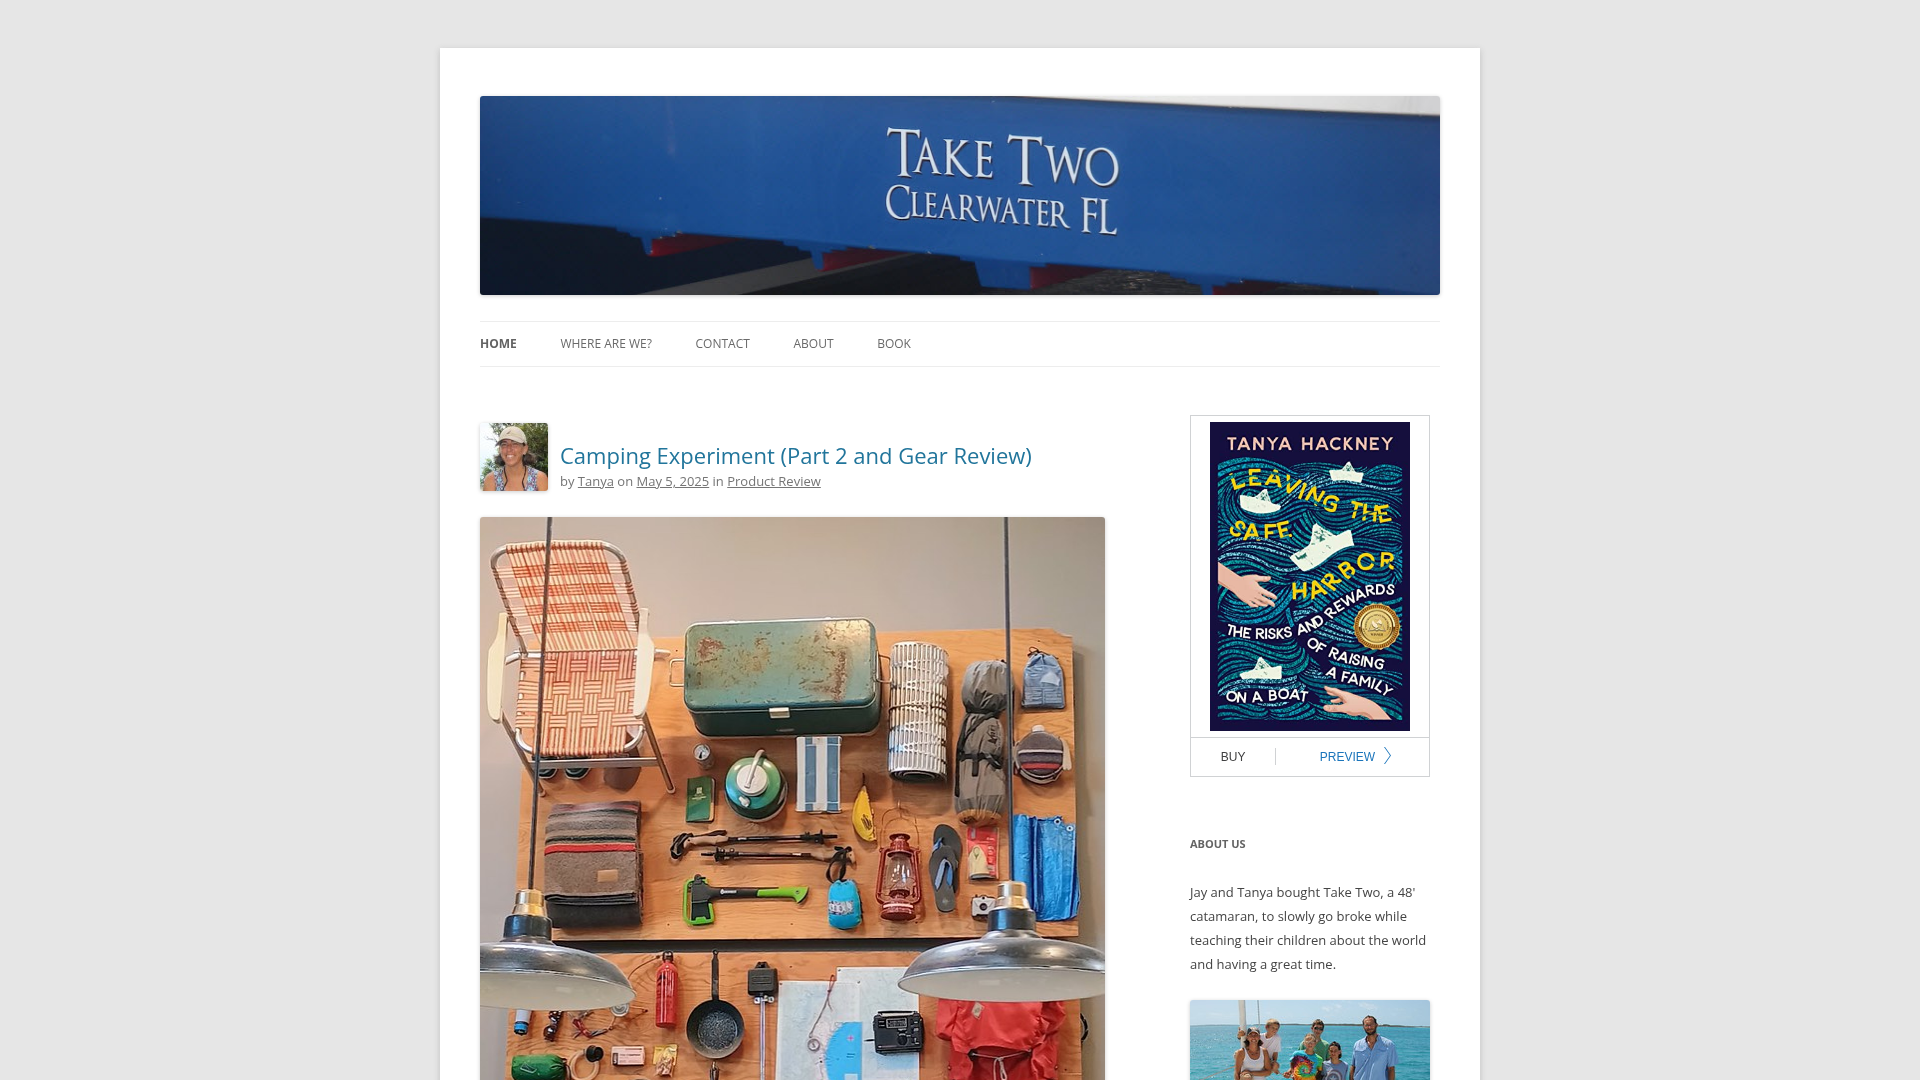 TAKE TWO
CLEARWATER FL
HOME
WHERE ARE WE?
CONTACT
ABOUT
BOOK
Camping Experiment (Part 2 and Gear Review)
by Tanya on May 5, 2025 in Product Review
TANYA HACKNEY
LEAVING THE
SAFE
HARBOR
THE RISKS AND REWARDS
OF RAISING
A FAMILY
ON A BOAT
BUY
PREVIEW
ABOUT US
Jay and Tanya bought Take Two, a 48'
catamaran, to slowly go broke while
teaching their children about the world
and having a great time.